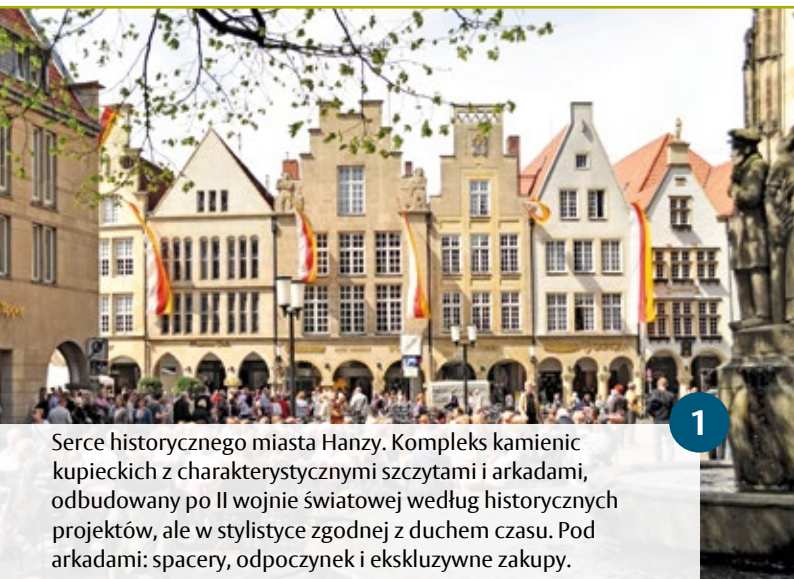 Serce historycznego miasta Hanzy. Kompleks kamienic
kupieckich z charakterystycznymi szczytami i arkadami,
odbudowany po II wojnie światowej według historycznych
projektów, ale w stylistyce zgodnej z duchem czasu. Pod
arkadami: spacery, odpoczynek i ekskluzywne zakupy.
1